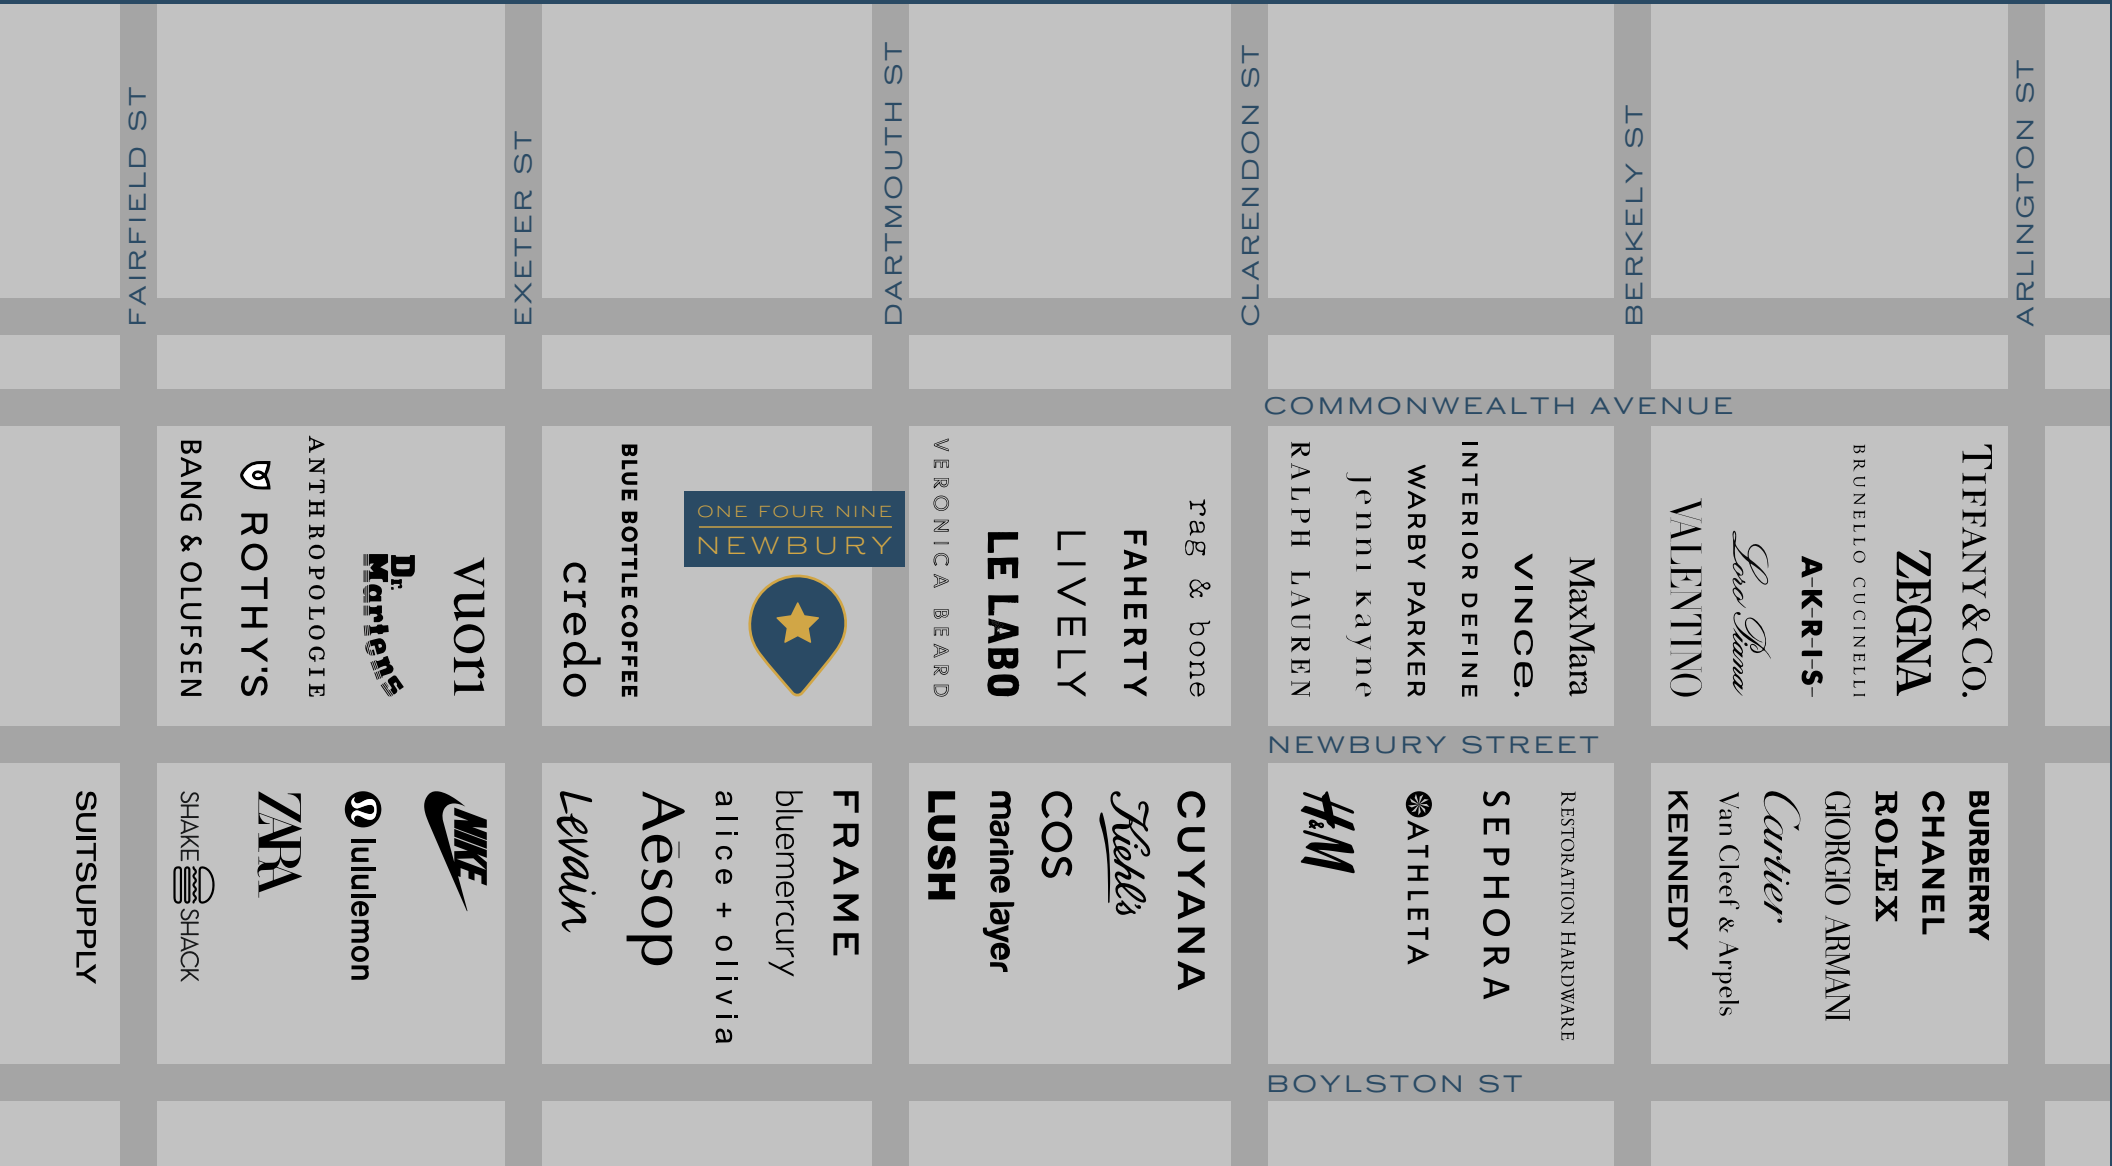 FAIRFIELD ST
EXETER ST
DARTMOUTH ST
CLARENDON ST
BERKELY ST
ARLINGTON ST
COMMONWEALTH AVENUE
BANG & OLUFSEN
ROTHY'S
ANTHROPOLOGIE
Dr.
Martens
vuori
credo
BLUE BOTTLE COFFEE
ONE FOUR NINE
NEWBURY
VERONICA BEARD
LE LABO
LIVELY
FAHERTY
rag & bone
RALPH LAUREN
jenni kayne
WARBY PARKER
INTERIOR DEFINE
VINCE.
MaxMara
VALENTINO
Loro Piana
A-K-R-I-S-
BRUNELLO CUCINELLI
ZEGNA
TIFFANY & CO.
NEWBURY STREET
SUITSUPPLY
SHAKE SHACK
ZARA
lululemon
NIKE
Levain
Aēsop
alice + olivia
bluemercury
FRAME
LUSH
marine layer
COS
Kiehl's
CUYANA
H&M
ATHLETA
SEPHORA
RESTORATION HARDWARE
KENNEDY
Van Cleef & Arpels
Cartier
GIORGIO ARMANI
ROLEX
CHANEL
BURBERRY
BOYLSTON ST